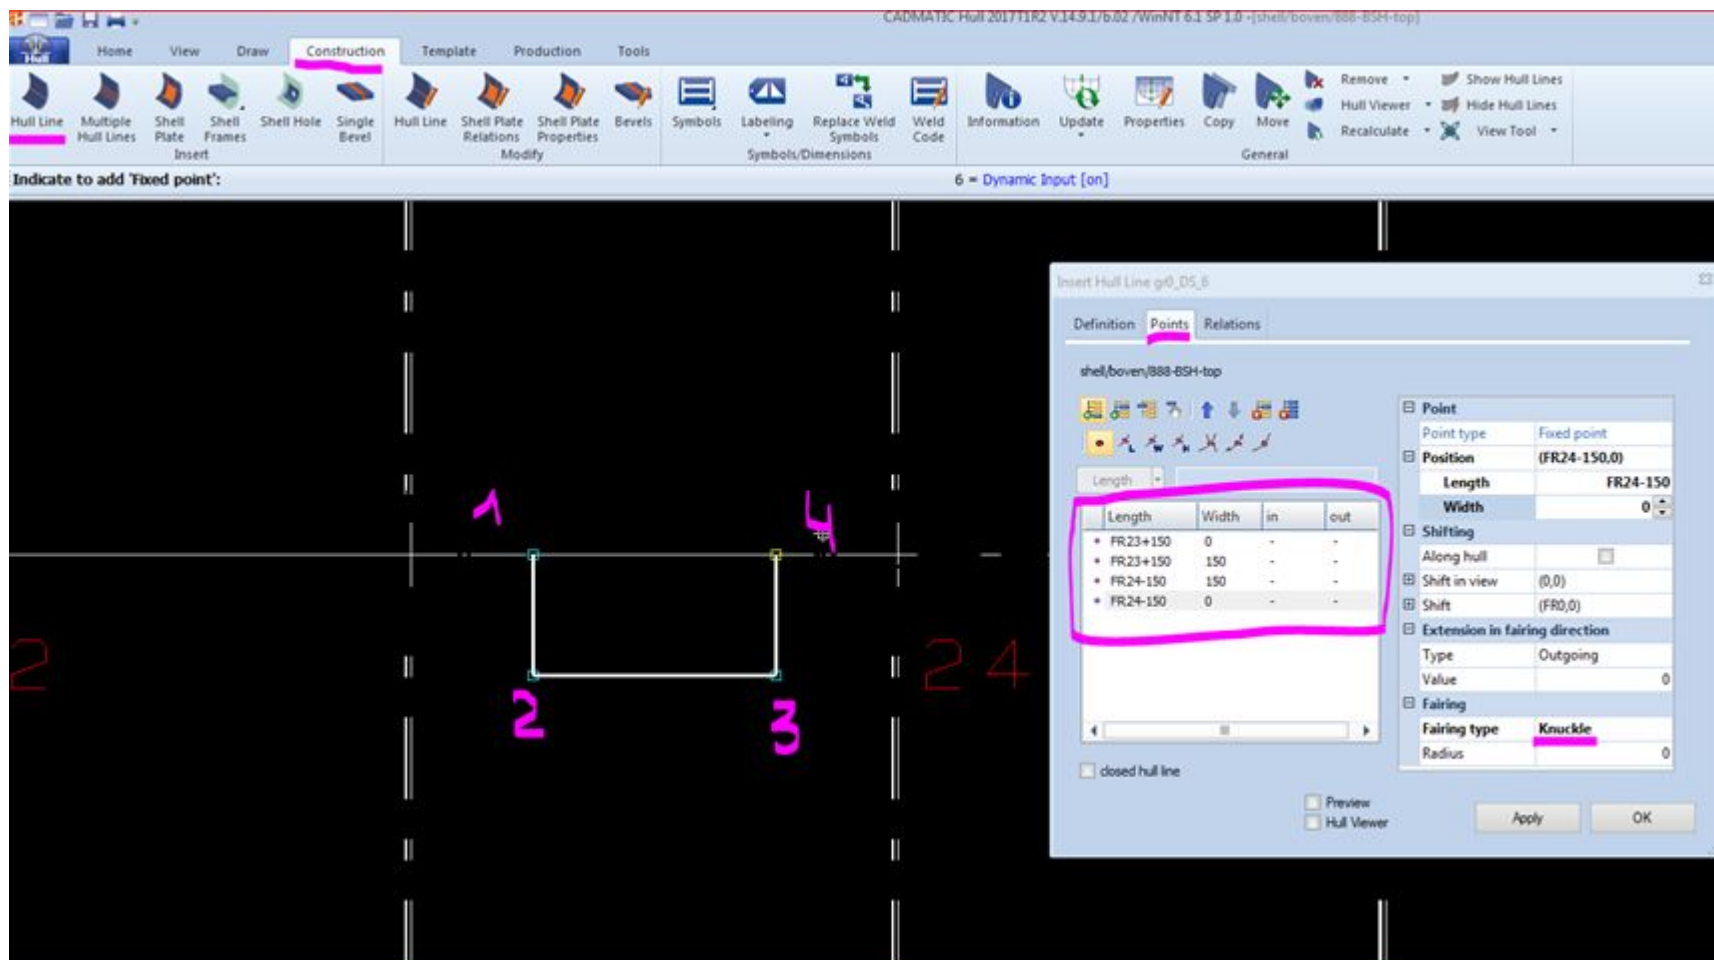 CADMATIC Hull 2017T1R2 V.14.9.1/b.02 /WinNT 6.1 SP 1.0 -[shell/boven/888-BSH-top]
Hull Home View Draw Construction Template Production Tools
Hull Line Multiple Hull Lines Shell Plate Shell Frames Shell Hole Single Bevel Hull Line Shell Plate Relations Shell Plate Properties Bevels Symbols Labeling Replace Weld Symbols Weld Code Information Update Properties Copy Move
Remove Show Hull Lines
Hull Viewer Hide Hull Lines
Recalculate View Tool
Insert Modify Symbols/Dimensions General
Indicate to add 'Fixed point': 6 = Dynamic Input [on]
1 4
2 3
2 24
Insert Hull Line gr0_DS_6
Definition Points Relations
shell/boven/888-BSH-top
Length
Length Width in out
FR23+150 0 - -
FR23+150 150 - -
FR24-150 150 - -
FR24-150 0 - -
closed hull line
Point
Point type Fixed point
Position (FR24-150,0)
Length FR24-150
Width 0
Shifting
Along hull
Shift in view (0,0)
Shift (FR0,0)
Extension in fairing direction
Type Outgoing
Value 0
Fairing
Fairing type Knuckle
Radius 0
Preview
Hull Viewer
Apply OK